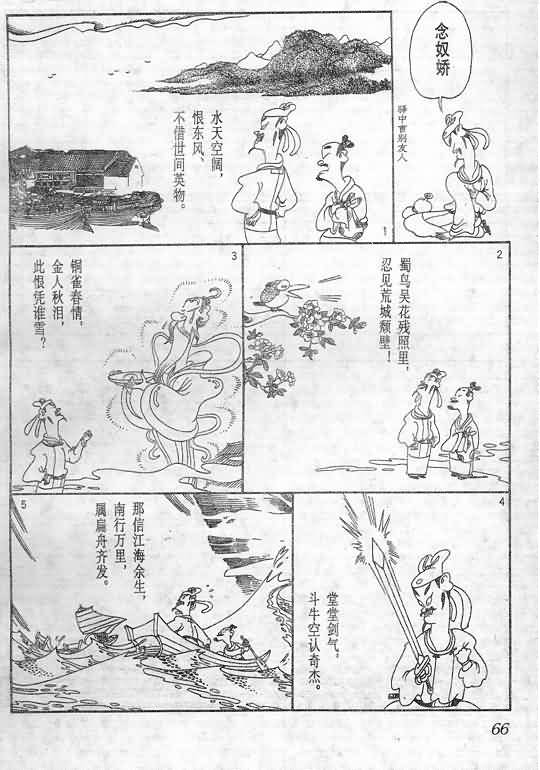 念奴娇
驿中言别友人
水天空阔，
恨东风、
不借世间英物。
1
2
蜀鸟吴花残照里，
忍见荒城颓壁！
3
铜雀春情，
金人秋泪，
此恨凭谁雪？
4
堂堂剑气，
斗牛空认奇杰。
5
那信江海余生，
南行万里，
属扁舟齐发。
66